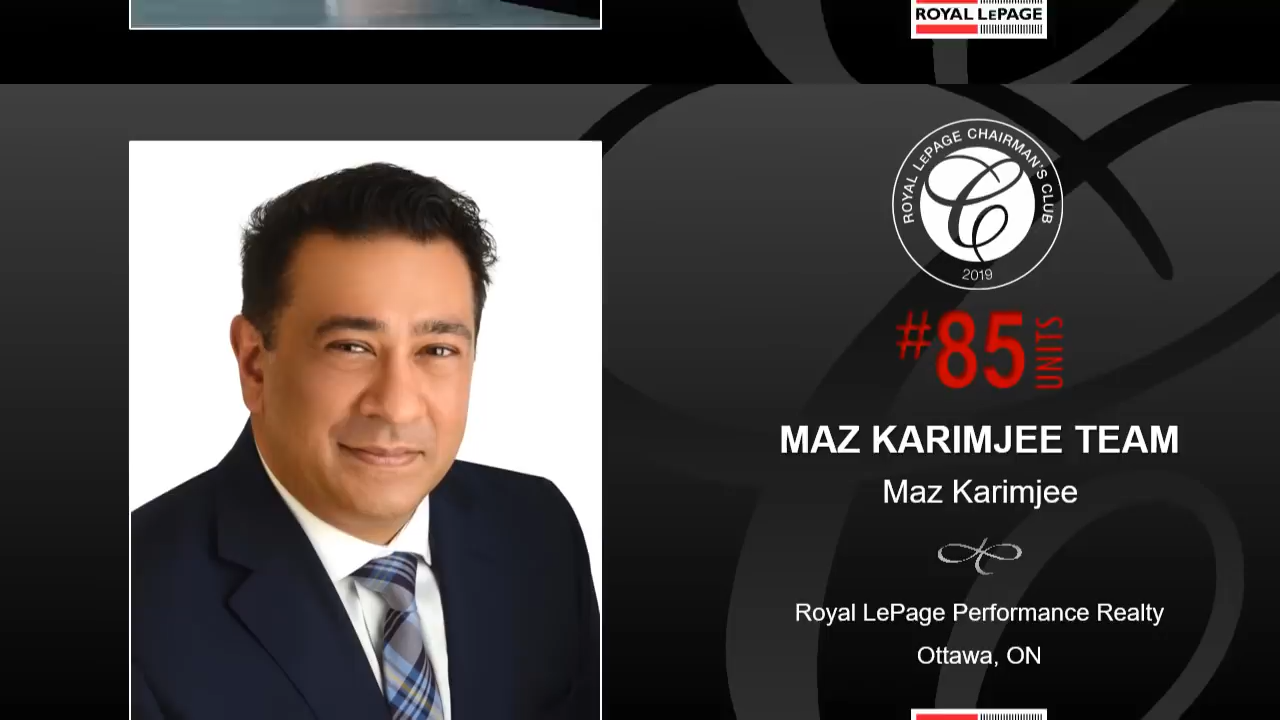 ROYAL LEPAGE
ROYAL LEPAGE CHAIRMAN'S CLUB
2019
#85 UNITS
MAZ KARIMJEE TEAM
Maz Karimjee
Royal LePage Performance Realty
Ottawa, ON